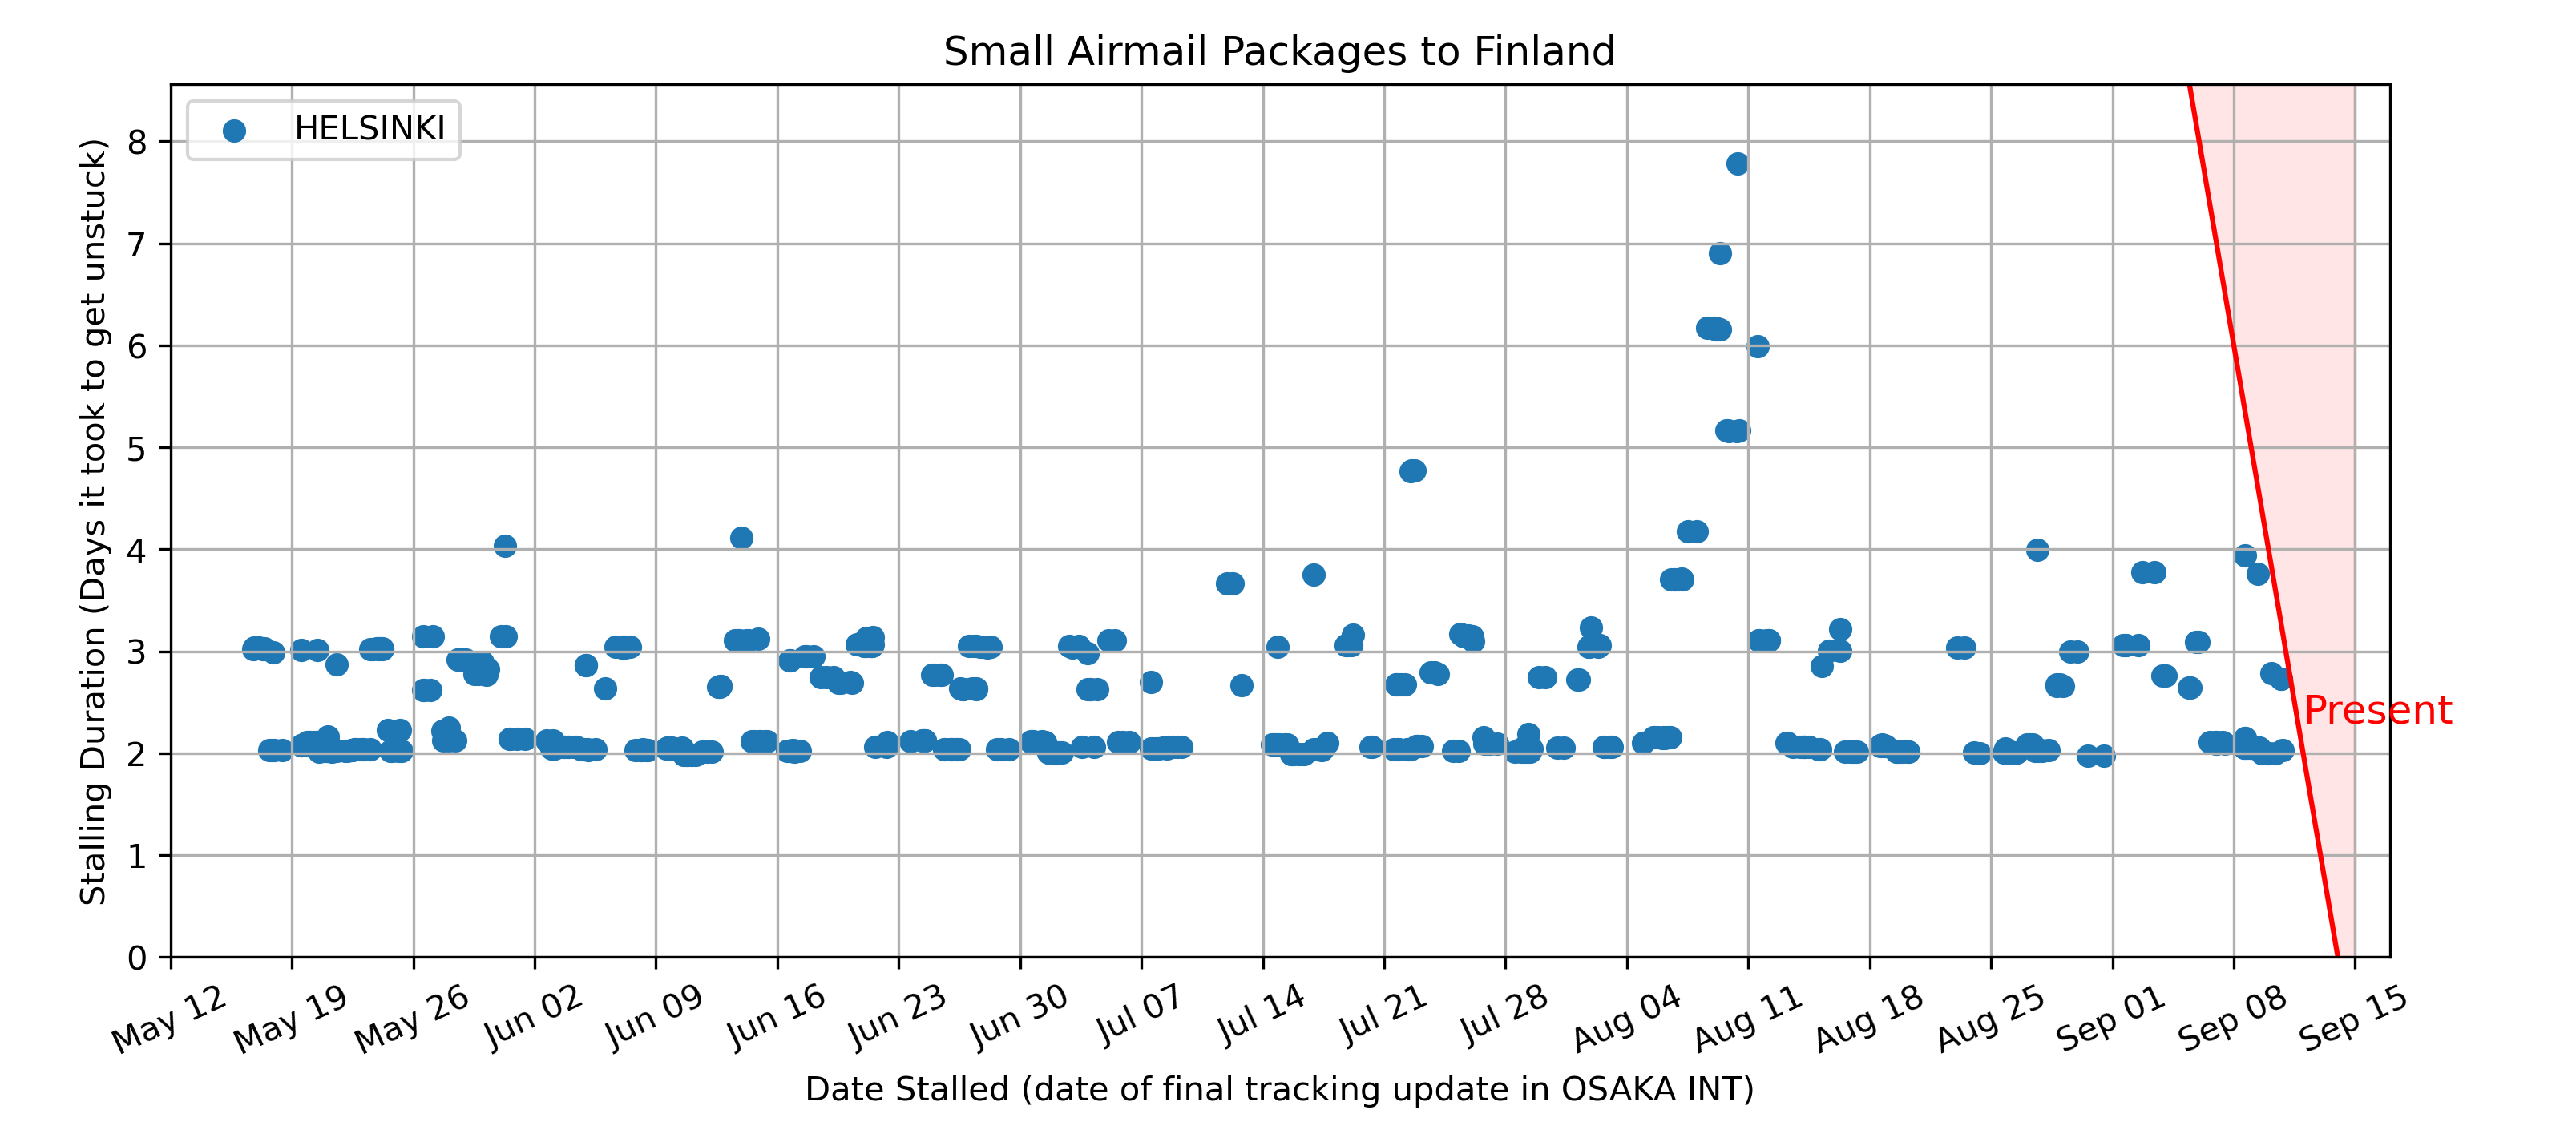 Small Airmail Packages to Finland
HELSINKI
8
7
6
5
4
3
2
1
0
Stalling Duration (Days it took to get unstuck)
Present
May 12
May 19
May 26
Jun 02
Jun 09
Jun 16
Jun 23
Jun 30
Jul 07
Jul 14
Jul 21
Jul 28
Aug 04
Aug 11
Aug 18
Aug 25
Sep 01
Sep 08
Sep 15
Date Stalled (date of final tracking update in OSAKA INT)